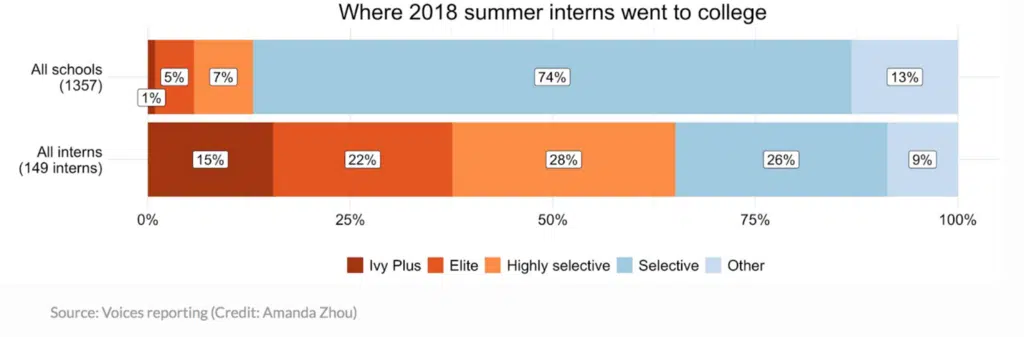 Where 2018 summer interns went to college
All schools
(1357)
1%
5%
7%
74%
13%
All interns
(149 interns)
15%
22%
28%
26%
9%
0%
25%
50%
75%
100%
Ivy Plus
Elite
Highly selective
Selective
Other
Source: Voices reporting (Credit: Amanda Zhou)